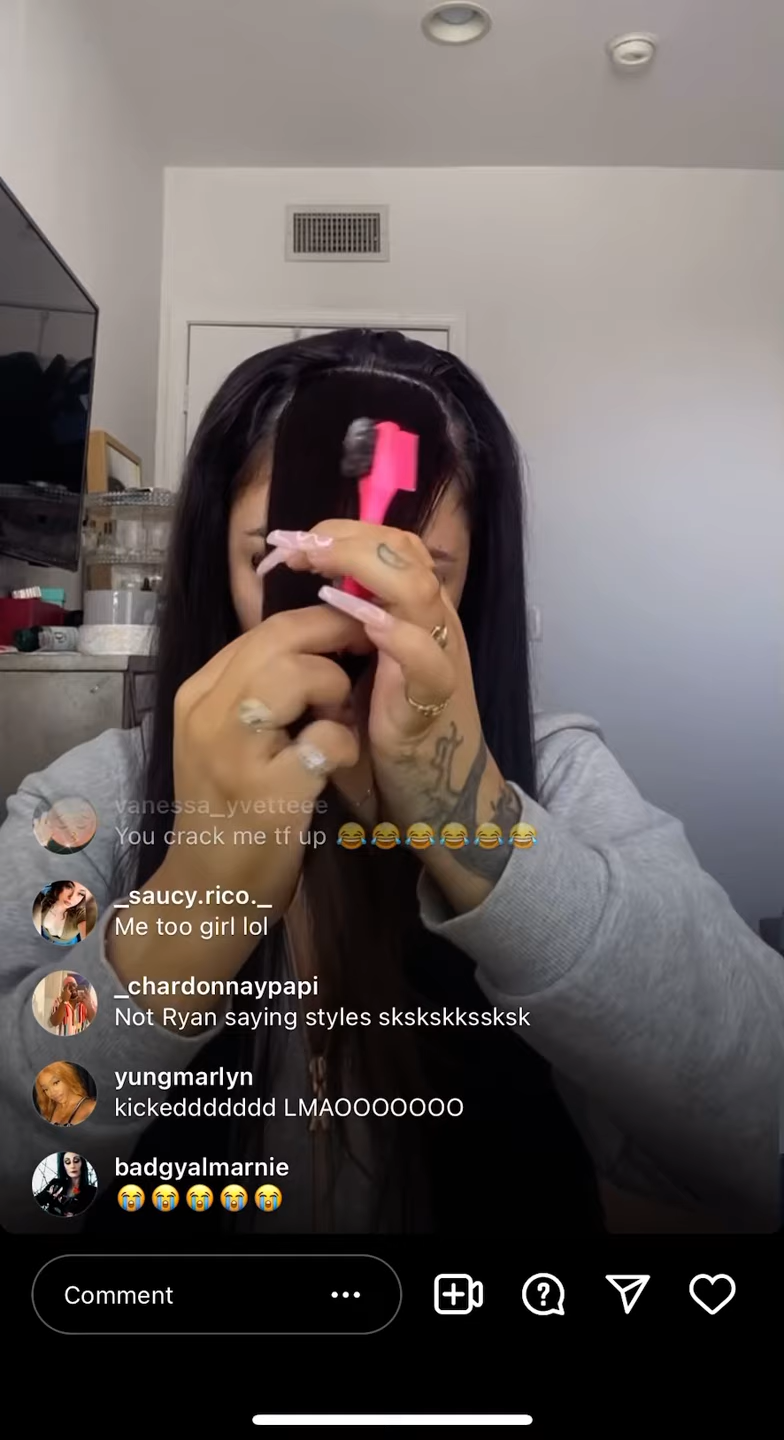 vanessa_yvetteee
You crack me tf up 😂😂😂😂😂😂
_saucy.rico._
Me too girl lol
_chardonnaypapi
Not Ryan saying styles skskskkssksk
yungmarlyn
kickeddddddd LMAOOOOOOO
badgyalmarnie
😭😭😭😭😭
Comment